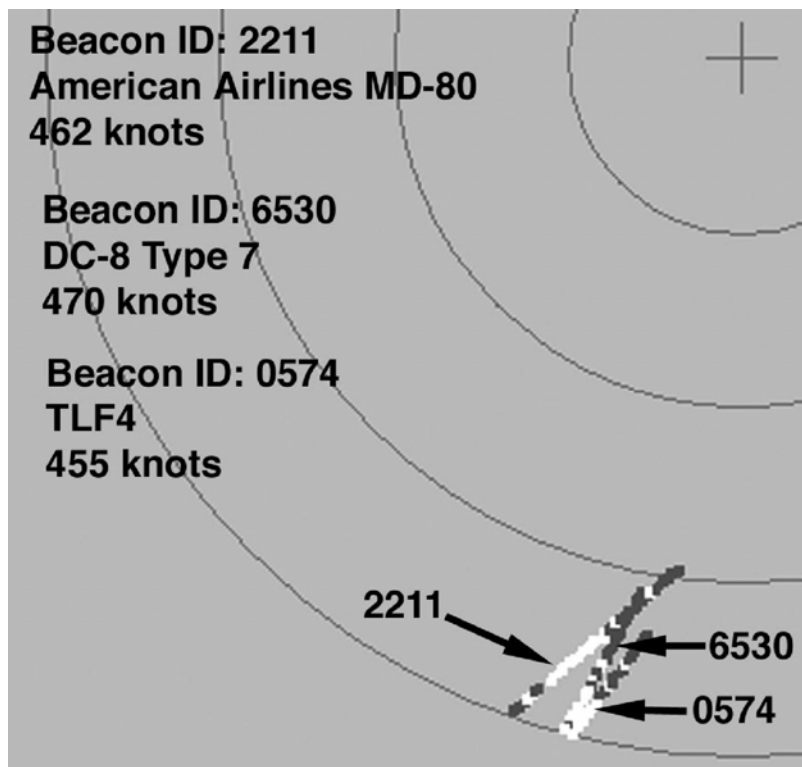 Beacon ID: 2211
American Airlines MD-80
462 knots
Beacon ID: 6530
DC-8 Type 7
470 knots
Beacon ID: 0574
TLF4
455 knots
2211
6530
0574